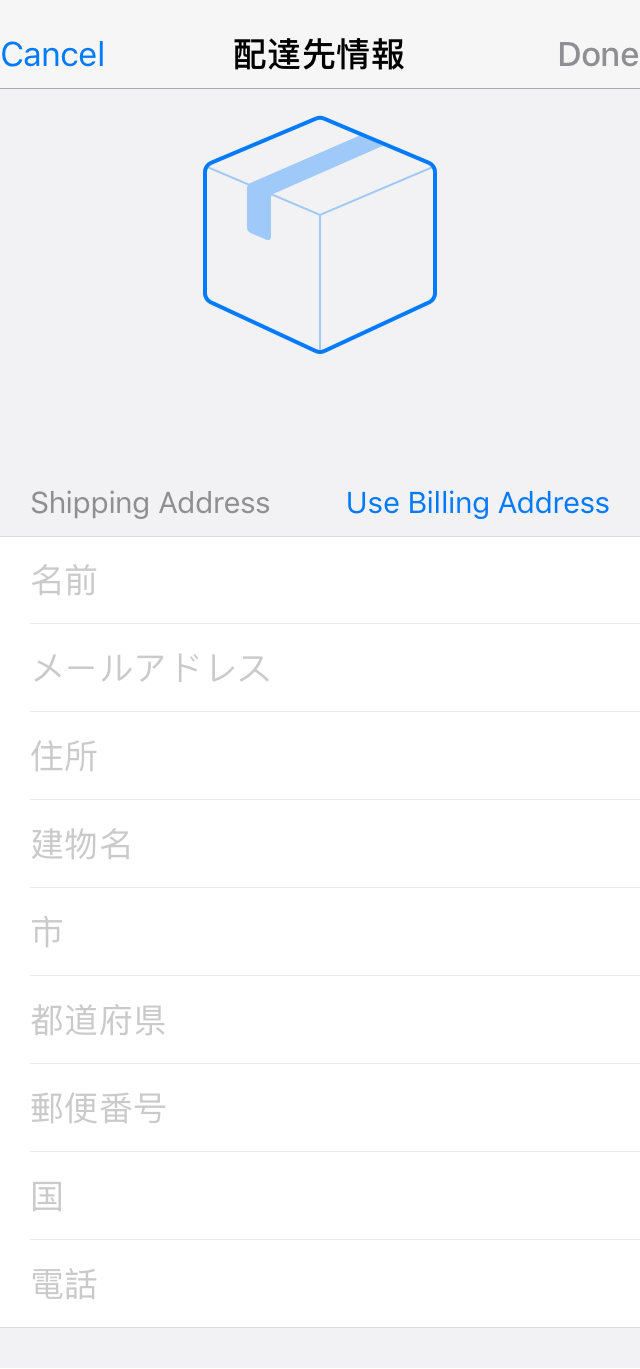 Cancel 配達先情報 Done
Shipping Address Use Billing Address
名前
メールアドレス
住所
建物名
市
都道府県
郵便番号
国
電話